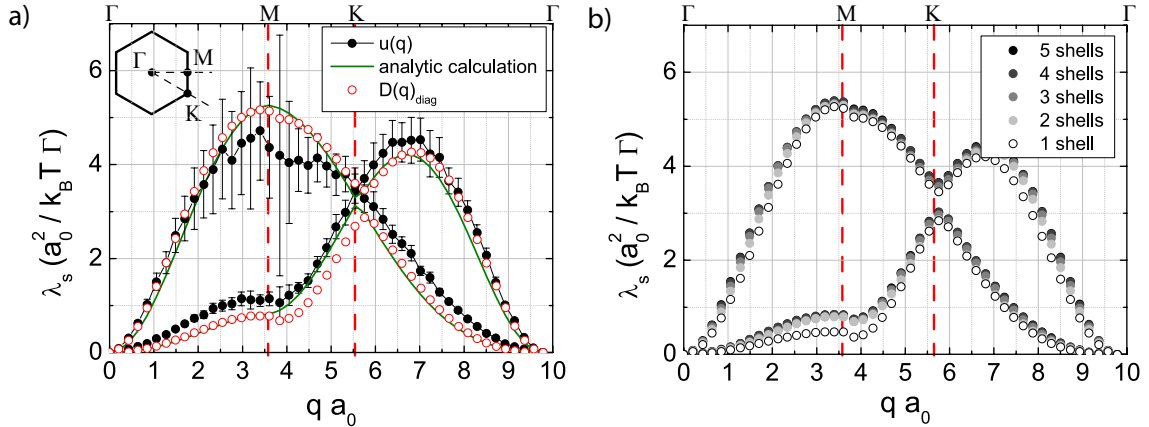 a)
Γ M K Γ
Γ M
K
u(q)
analytic calculation
D(q)diag
λs (a0² / kB T Γ)
6
4
2
0
0 1 2 3 4 5 6 7 8 9 10
q a0
b)
Γ M K Γ
5 shells
4 shells
3 shells
2 shells
1 shell
λs (a0² / kB T Γ)
6
4
2
0
0 1 2 3 4 5 6 7 8 9 10
q a0